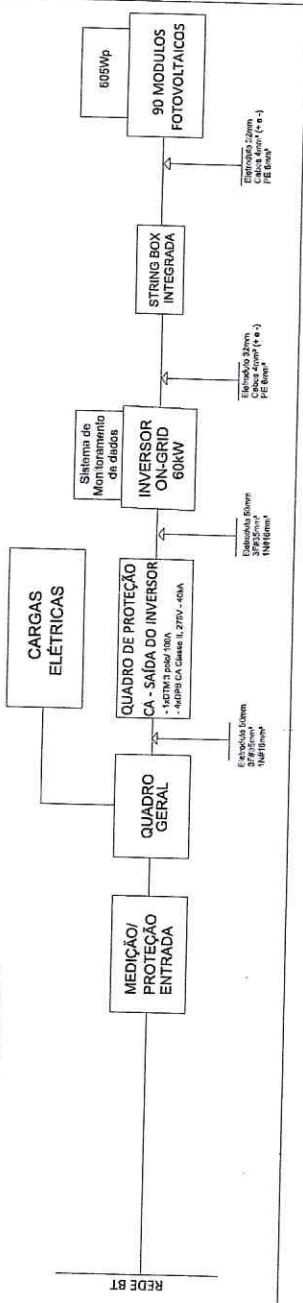 605Wp
90 MODULOS
FOTOVOLTAICOS
Eletroduto 32mm
Cabos 4mm² (+ e -)
PE 6mm²
STRING BOX
INTEGRADA
Eletroduto 32mm
Cabos 4mm² (+ e -)
PE 6mm²
Sistema de
Monitoramento
de dados
INVERSOR
ON-GRID
60kW
Eletroduto 50mm
3F#35mm²
1N#16mm²
CARGAS
ELÉTRICAS
QUADRO DE PROTEÇÃO
CA - SAÍDA DO INVERSOR
- 1xDTM 3 polo/ 100A
- 4xDPS CA Classe II, 275V - 40kA
Eletroduto 50mm
3F#35mm²
1N#16mm²
QUADRO
GERAL
MEDIÇÃO/
PROTEÇÃO
ENTRADA
REDE BT